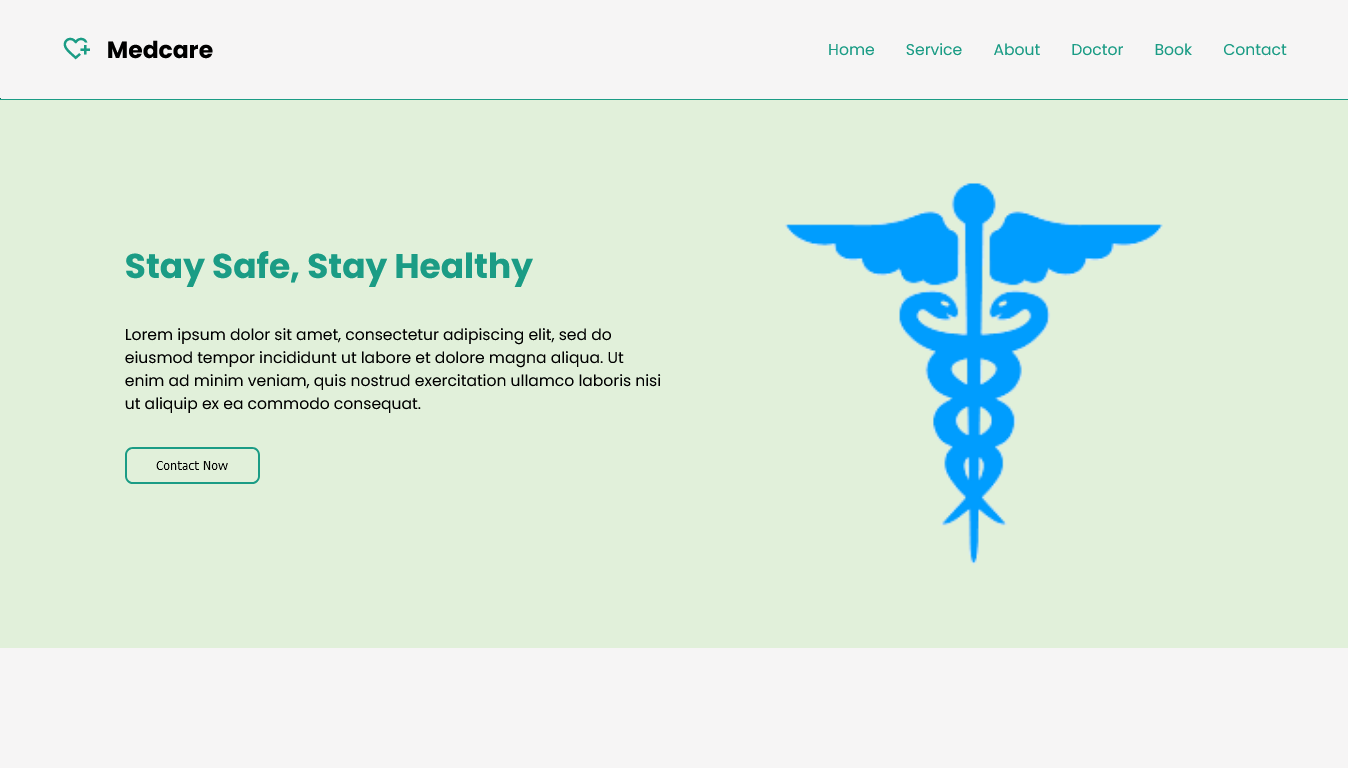 Medcare
Home Service About Doctor Book Contact
Stay Safe, Stay Healthy
Lorem ipsum dolor sit amet, consectetur adipiscing elit, sed do
eiusmod tempor incididunt ut labore et dolore magna aliqua. Ut
enim ad minim veniam, quis nostrud exercitation ullamco laboris nisi
ut aliquip ex ea commodo consequat.
Contact Now